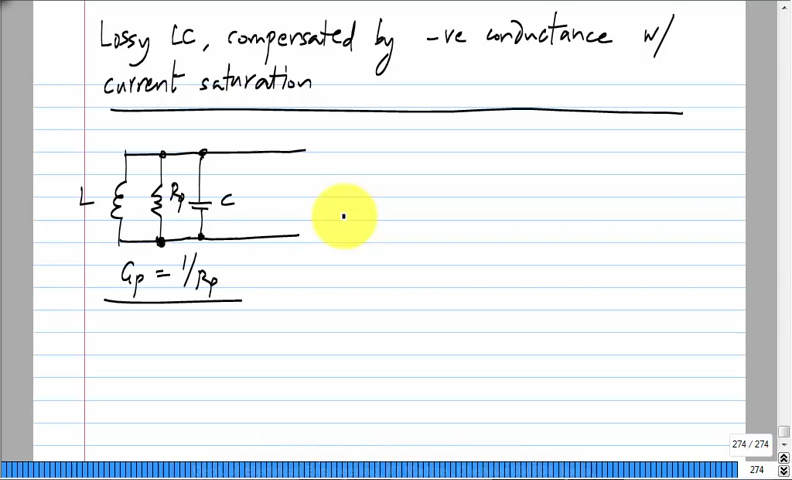 Lossy LC, compensated by -ve conductance w/
current saturation
L
Rp
C
Gp = 1/Rp
274 / 274
274